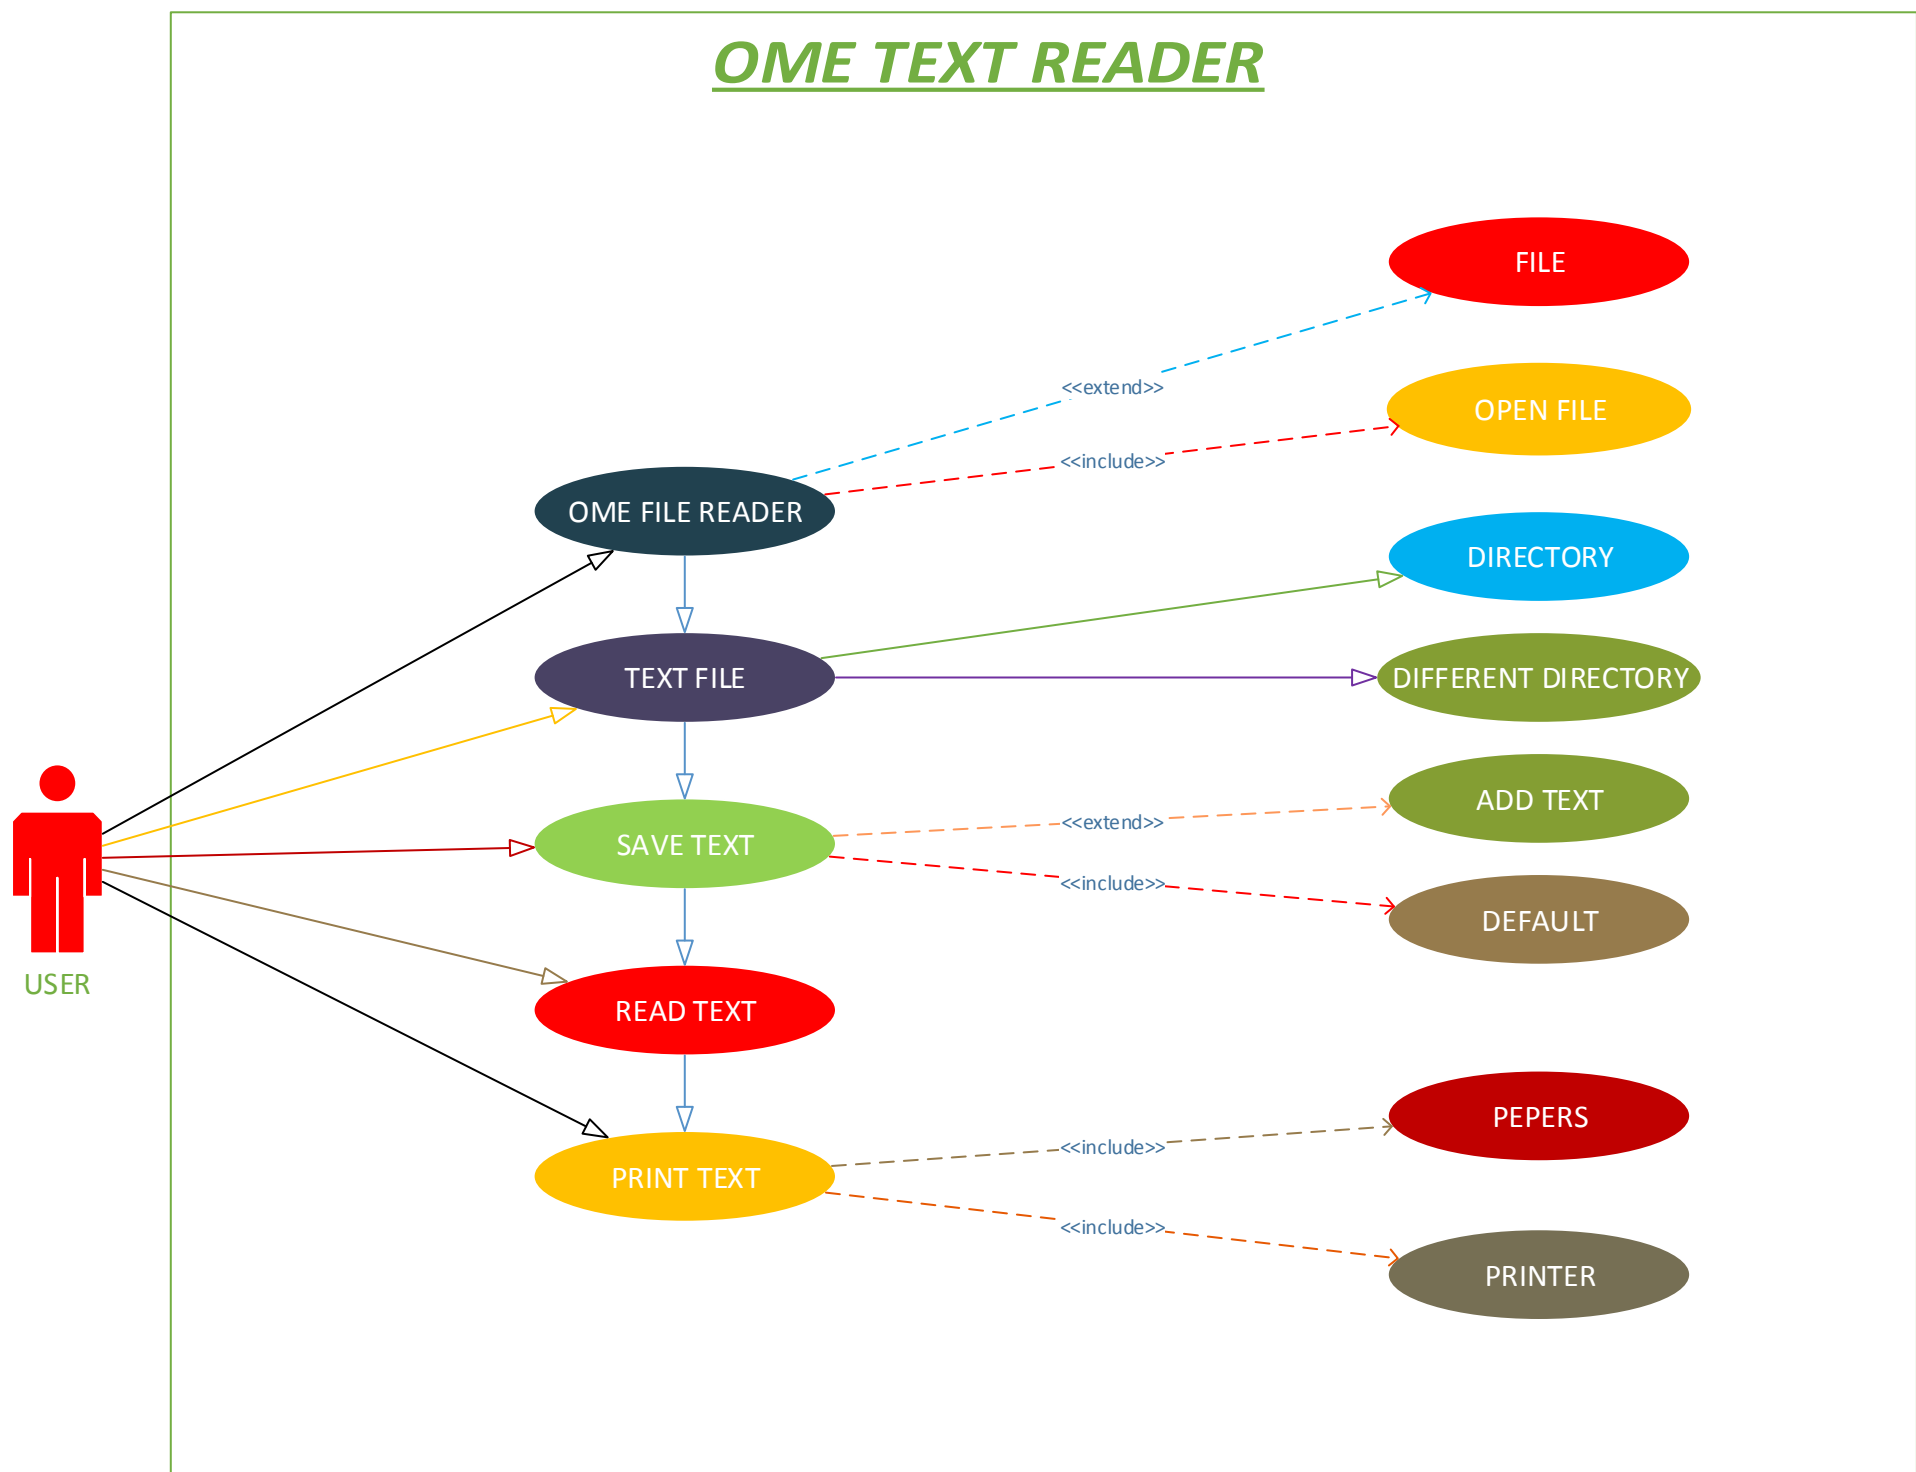 OME TEXT READER
FILE
<<extend>>
OPEN FILE
<<include>>
OME FILE READER
DIRECTORY
TEXT FILE
DIFFERENT DIRECTORY
ADD TEXT
<<extend>>
SAVE TEXT
<<include>>
DEFAULT
USER
READ TEXT
PEPERS
<<include>>
PRINT TEXT
<<include>>
PRINTER